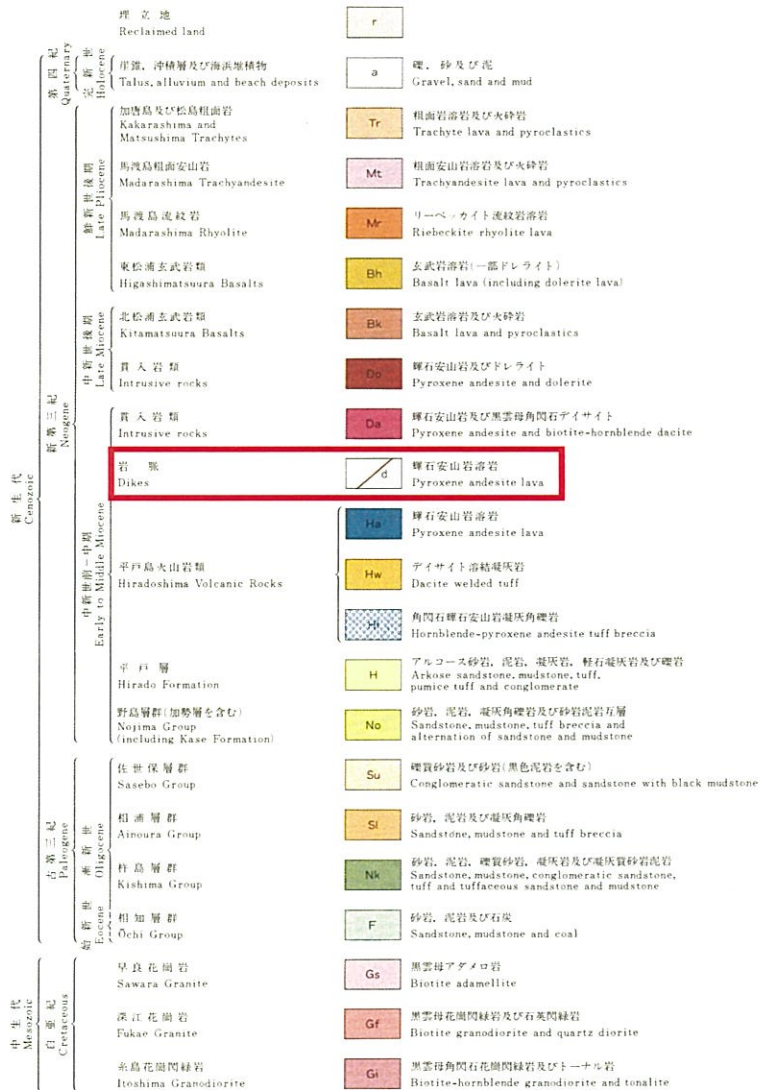 埋立地
Reclaimed land
r
第四紀
Quaternary
完新世
Holocene
崖錐，沖積層及び海浜堆積物
Talus, alluvium and beach deposits
a
礫，砂及び泥
Gravel, sand and mud
新生代
Cenozoic
新第三紀
Neogene
鮮新世後期
Late Pliocene
加唐島及び松島粗面岩
Kakarashima and
Matsushima Trachytes
Tr
粗面岩溶岩及び火砕岩
Trachyte lava and pyroclastics
馬渡島粗面安山岩
Madarashima Trachyandesite
Mt
粗面安山岩溶岩及び火砕岩
Trachyandesite lava and pyroclastics
馬渡島流紋岩
Madarashima Rhyolite
Mr
リーベッカイト流紋岩溶岩
Riebeckite rhyolite lava
東松浦玄武岩類
Higashimatsuura Basalts
Bh
玄武岩溶岩(一部ドレライト)
Basalt lava (including dolerite lava)
中新世後期
Late Miocene
北松浦玄武岩類
Kitamatsuura Basalts
Bk
玄武岩溶岩及び火砕岩
Basalt lava and pyroclastics
貫入岩類
Intrusive rocks
Do
輝石安山岩及びドレライト
Pyroxene andesite and dolerite
中新世前－中期
Early to Middle Miocene
貫入岩類
Intrusive rocks
Da
輝石安山岩及び黒雲母角閃石デイサイト
Pyroxene andesite and biotite-hornblende dacite
岩脈
Dikes
d
輝石安山岩溶岩
Pyroxene andesite lava
平戸島火山岩類
Hiradoshima Volcanic Rocks
Ha
輝石安山岩溶岩
Pyroxene andesite lava
Hw
デイサイト溶結凝灰岩
Dacite welded tuff
Hi
角閃石輝石安山岩凝灰角礫岩
Hornblende-pyroxene andesite tuff breccia
平戸層
Hirado Formation
H
アルコース砂岩，泥岩，凝灰岩，軽石凝灰岩及び礫岩
Arkose sandstone, mudstone, tuff,
pumice tuff and conglomerate
野島層群(加勢層を含む)
Nojima Group
(including Kase Formation)
No
砂岩，泥岩，凝灰角礫岩及び砂岩泥岩互層
Sandstone, mudstone, tuff breccia and
alternation of sandstone and mudstone
古第三紀
Paleogene
漸新世
Oligocene
佐世保層群
Sasebo Group
Su
礫質砂岩及び砂岩(黒色泥岩を含む)
Conglomeratic sandstone and sandstone with black mudstone
相浦層群
Ainoura Group
Sl
砂岩，泥岩及び凝灰角礫岩
Sandstone, mudstone and tuff breccia
杵島層群
Kishima Group
Nk
砂岩，泥岩，礫質砂岩，凝灰岩及び凝灰質砂岩泥岩
Sandstone, mudstone, conglomeratic sandstone,
tuff and tuffaceous sandstone and mudstone
始新世
Eocene
相知層群
Ōchi Group
F
砂岩，泥岩及び石炭
Sandstone, mudstone and coal
中生代
Mesozoic
白亜紀
Cretaceous
早良花崗岩
Sawara Granite
Gs
黒雲母アダメロ岩
Biotite adamellite
深江花崗岩
Fukae Granite
Gf
黒雲母花崗閃緑岩及び石英閃緑岩
Biotite granodiorite and quartz diorite
糸島花崗閃緑岩
Itoshima Granodiorite
Gi
黒雲母角閃石花崗閃緑岩及びトーナル岩
Biotite-hornblende granodiorite and tonalite